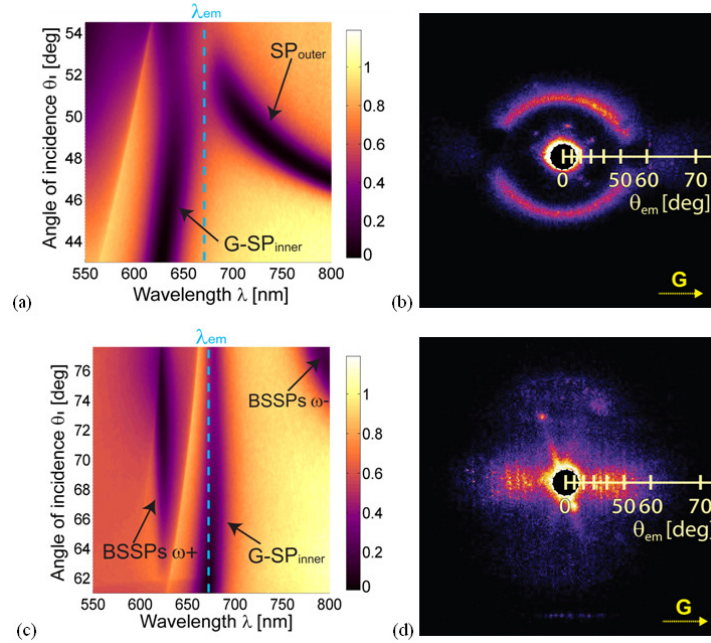 λem
Angle of incidence θI [deg]
54
52
50
48
46
44
SPouter
G-SPinner
550 600 650 700 750 800
Wavelength λ [nm]
1
0.8
0.6
0.4
0.2
0
(a)
0 50 60 72
θem [deg]
G
(b)
λem
Angle of incidence θI [deg]
76
74
72
70
68
66
64
62
BSSPs ω-
BSSPs ω+
G-SPinner
550 600 650 700 750 800
Wavelength λ [nm]
1
0.8
0.6
0.4
0.2
0
(c)
0 50 60 72
θem [deg]
G
(d)